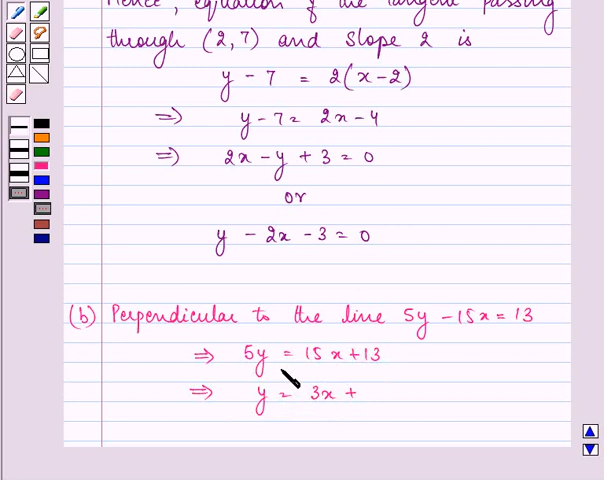 Hence, equation of the tangent passing
through (2,7) and slope 2 is
y - 7 = 2(x-2)
⇒ y - 7 = 2x - 4
⇒ 2x - y + 3 = 0
or
y - 2x - 3 = 0
(b) Perpendicular to the line 5y - 15x = 13
⇒ 5y = 15x + 13
⇒ y = 3x +